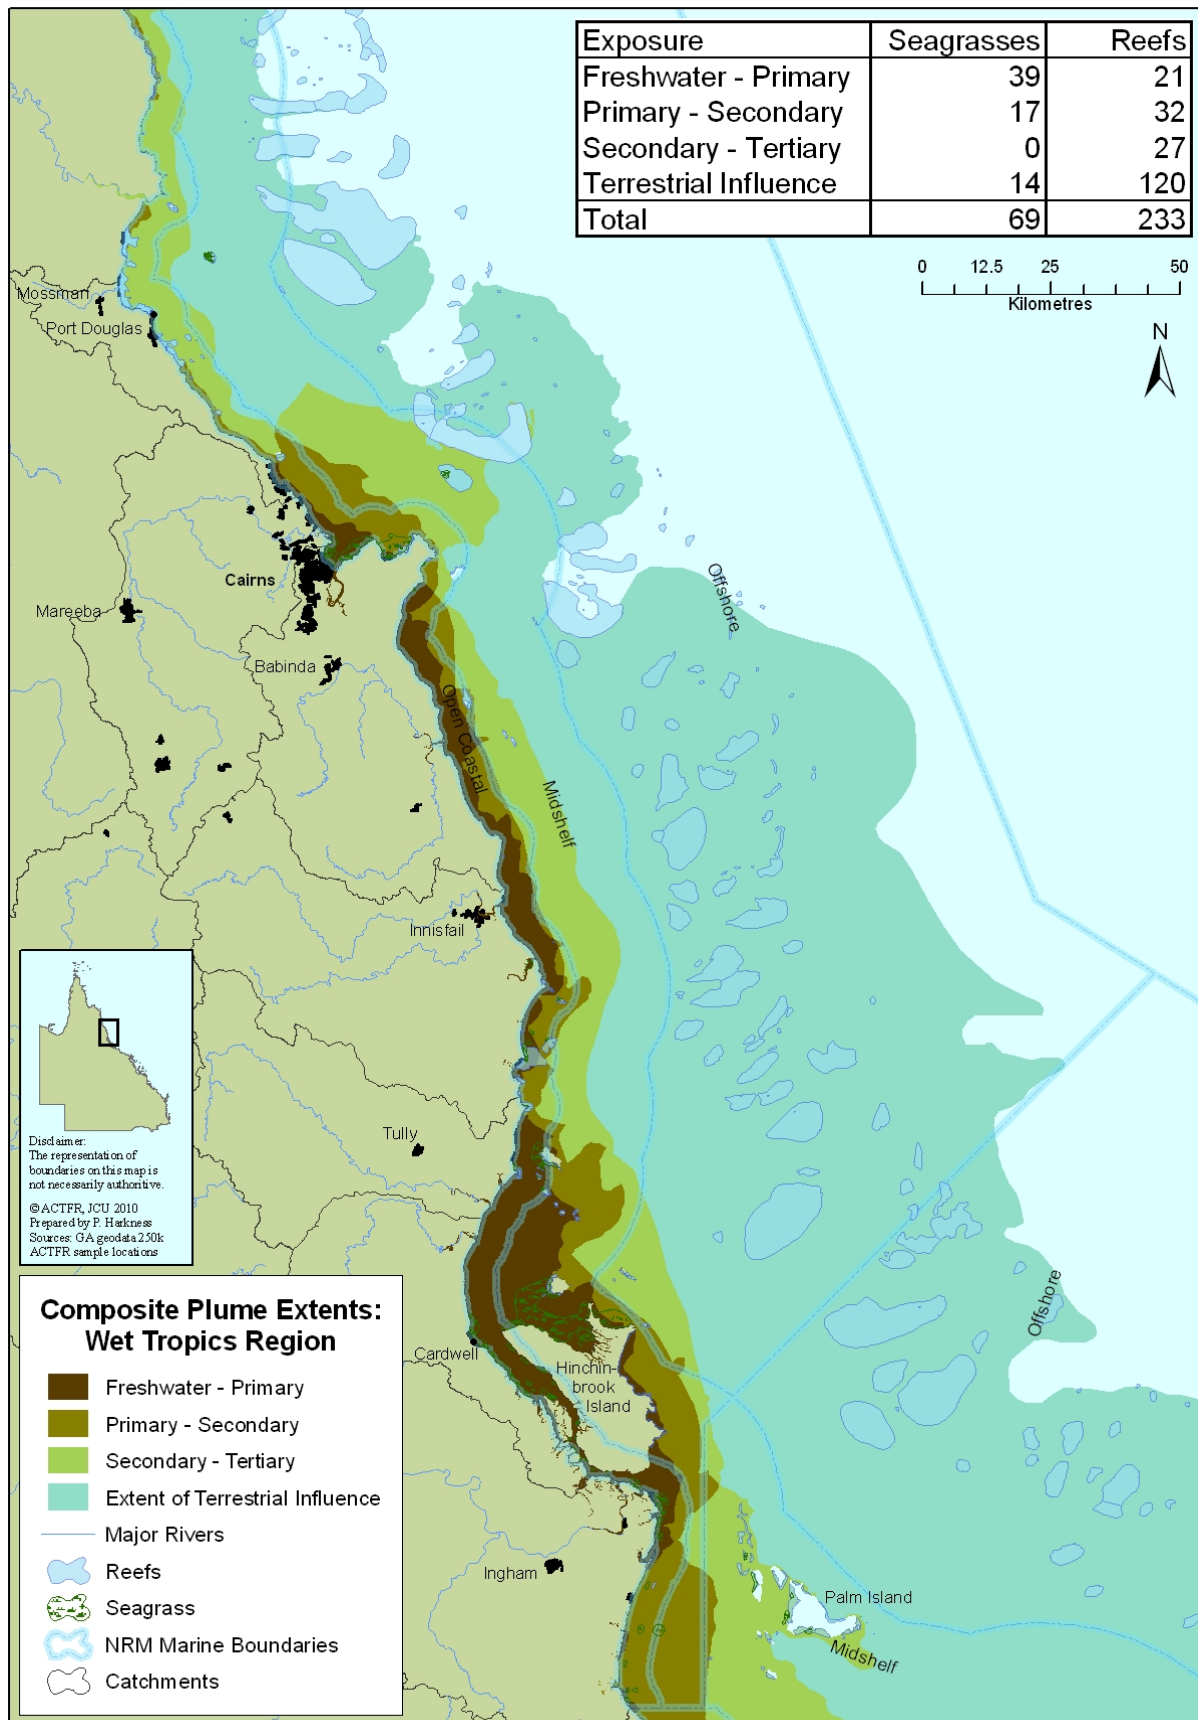 Exposure Seagrasses Reefs
Freshwater - Primary 39 21
Primary - Secondary 17 32
Secondary - Tertiary 0 27
Terrestrial Influence 14 120
Total 69 233
0 12.5 25 50
Kilometres
N
Mossman
Port Douglas
Cairns
Mareeba
Babinda
Offshore
Open Coastal
Midshelf
Innisfail
Tully
Offshore
Cardwell
Hinchin-
brook
Island
Ingham
Palm Island
Midshelf
Disclaimer:
The representation of
boundaries on this map is
not necessarily authoritive.
© ACTFR, JCU 2010
Prepared by P. Harkness
Sources: GA geodata 250k
ACTFR sample locations
Composite Plume Extents:
Wet Tropics Region
Freshwater - Primary
Primary - Secondary
Secondary - Tertiary
Extent of Terrestrial Influence
Major Rivers
Reefs
Seagrass
NRM Marine Boundaries
Catchments